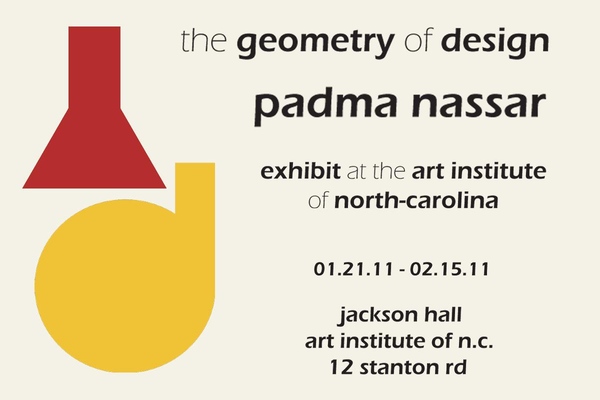 the geometry of design
padma nassar
exhibit at the art institute
of north-carolina
01.21.11 - 02.15.11
jackson hall
art institute of n.c.
12 stanton rd